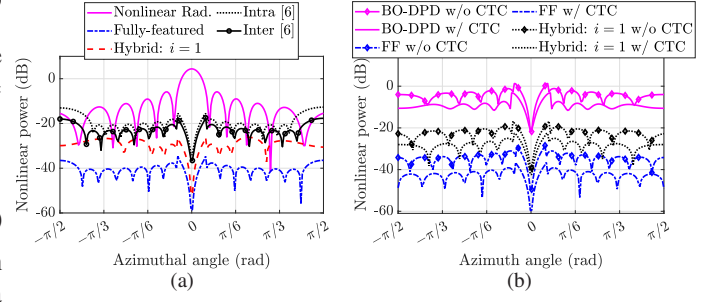 Nonlinear Rad. Intra [6]
Fully-featured Inter [6]
Hybrid: i = 1
Nonlinear power (dB)
0
-20
-40
-60
−π/2 −π/3 −π/6 0 π/6 π/3 π/2
Azimuthal angle (rad)
(a)
BO-DPD w/o CTC FF w/ CTC
BO-DPD w/ CTC Hybrid: i = 1 w/o CTC
FF w/o CTC Hybrid: i = 1 w/ CTC
Nonlinear power (dB)
0
-20
-40
-60
−π/2 −π/3 −π/6 0 π/6 π/3 π/2
Azimuth angle (rad)
(b)